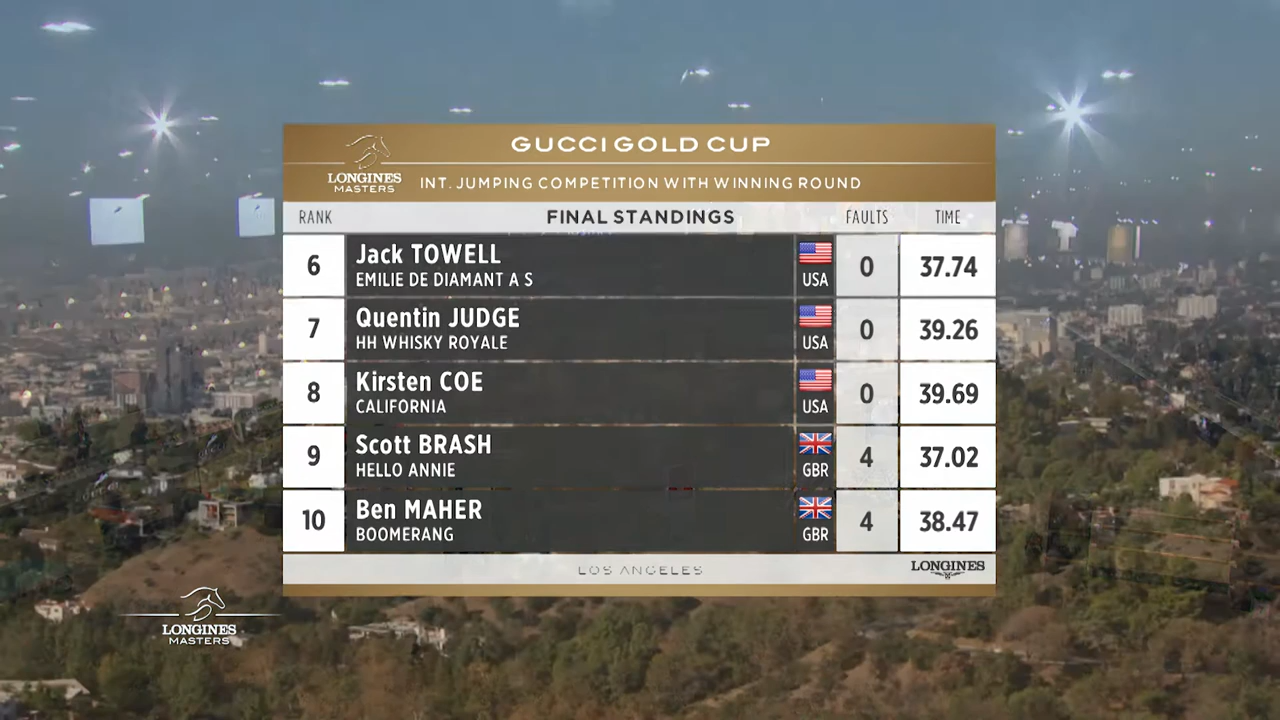 GUCCI GOLD CUP
LONGINES
MASTERS
INT. JUMPING COMPETITION WITH WINNING ROUND
RANK FINAL STANDINGS FAULTS TIME
6 Jack TOWELL USA 0 37.74
EMILIE DE DIAMANT A S
7 Quentin JUDGE USA 0 39.26
HH WHISKY ROYALE
8 Kirsten COE USA 0 39.69
CALIFORNIA
9 Scott BRASH GBR 4 37.02
HELLO ANNIE
10 Ben MAHER GBR 4 38.47
BOOMERANG
LOS ANGELES
LONGINES
LONGINES
MASTERS